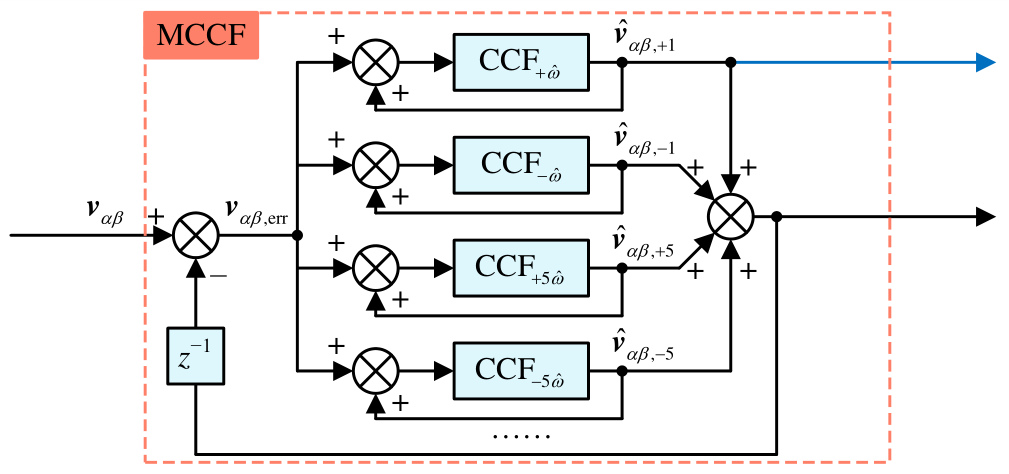 MCCF
+
CCF+ω̂
v̂αβ,+1
+
+
+
CCF−ω̂
v̂αβ,−1
+
+
+
vαβ
+
vαβ,err
−
+
CCF+5ω̂
v̂αβ,+5
+
+
+
z−1
+
CCF−5ω̂
v̂αβ,−5
+
......